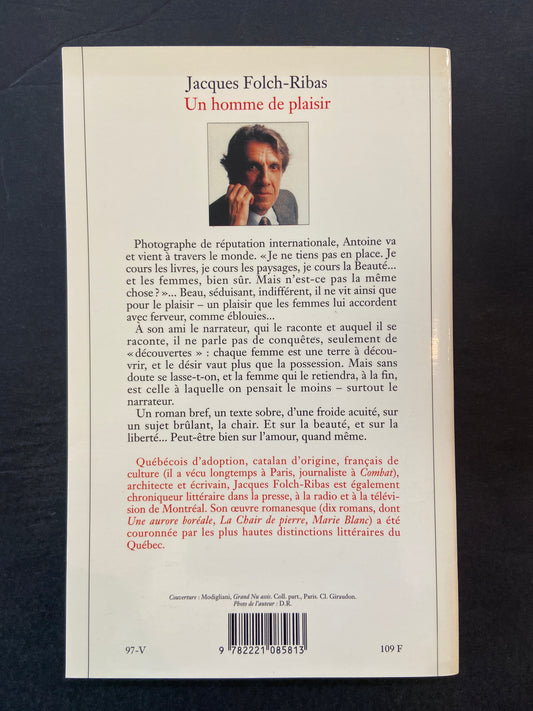 Jacques Folch-Ribas
Un homme de plaisir
Photographe de réputation internationale, Antoine va
et vient à travers le monde. «Je ne tiens pas en place. Je
cours les livres, je cours les paysages, je cours la Beauté...
et les femmes, bien sûr. Mais n'est-ce pas la même
chose?»... Beau, séduisant, indifférent, il ne vit ainsi que
pour le plaisir – un plaisir que les femmes lui accordent
avec ferveur, comme éblouies...
À son ami le narrateur, qui le raconte et auquel il se
raconte, il ne parle pas de conquêtes, seulement de
«découvertes» : chaque femme est une terre à décou-
vrir, et le désir vaut plus que la possession. Mais sans
doute se lasse-t-on, et la femme qui le retiendra, à la fin,
est celle à laquelle on pensait le moins – surtout le
narrateur.
Un roman bref, un texte sobre, d'une froide acuité, sur
un sujet brûlant, la chair. Et sur la beauté, et sur la
liberté... Peut-être bien sur l'amour, quand même.
Québécois d'adoption, catalan d'origine, français de
culture (il a vécu longtemps à Paris, journaliste à Combat),
architecte et écrivain, Jacques Folch-Ribas est également
chroniqueur littéraire dans la presse, à la radio et à la télévi-
sion de Montréal. Son œuvre romanesque (dix romans, dont
Une aurore boréale, La Chair de pierre, Marie Blanc) a été
couronnée par les plus hautes distinctions littéraires du
Québec.
Couverture : Modigliani, Grand Nu assis. Coll. part., Paris. Cl. Giraudon.
Photo de l'auteur : D.R.
97-V
9 782221 085813
109 F